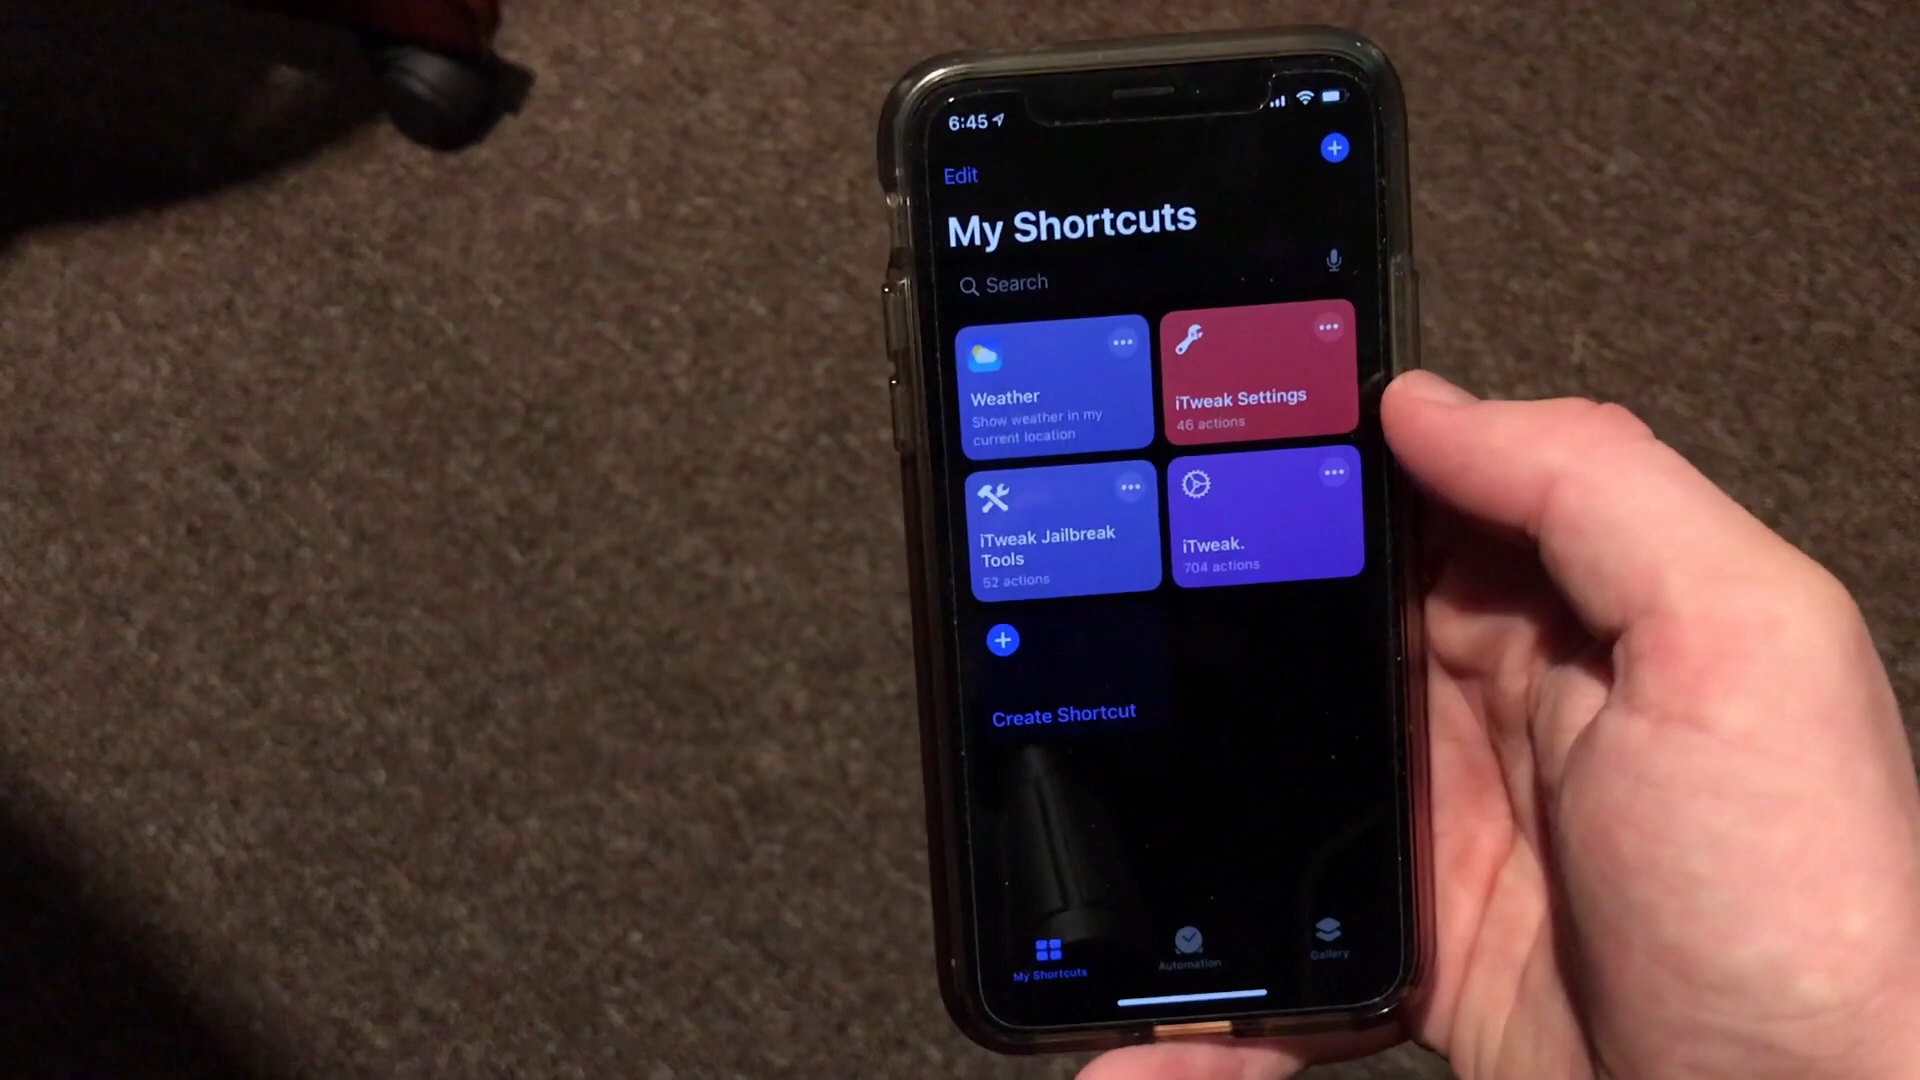 6:45
Edit
My Shortcuts
Search
Weather
Show weather in my
current location
iTweak Settings
46 actions
iTweak Jailbreak
Tools
52 actions
iTweak.
704 actions
Create Shortcut
My Shortcuts
Automation
Gallery